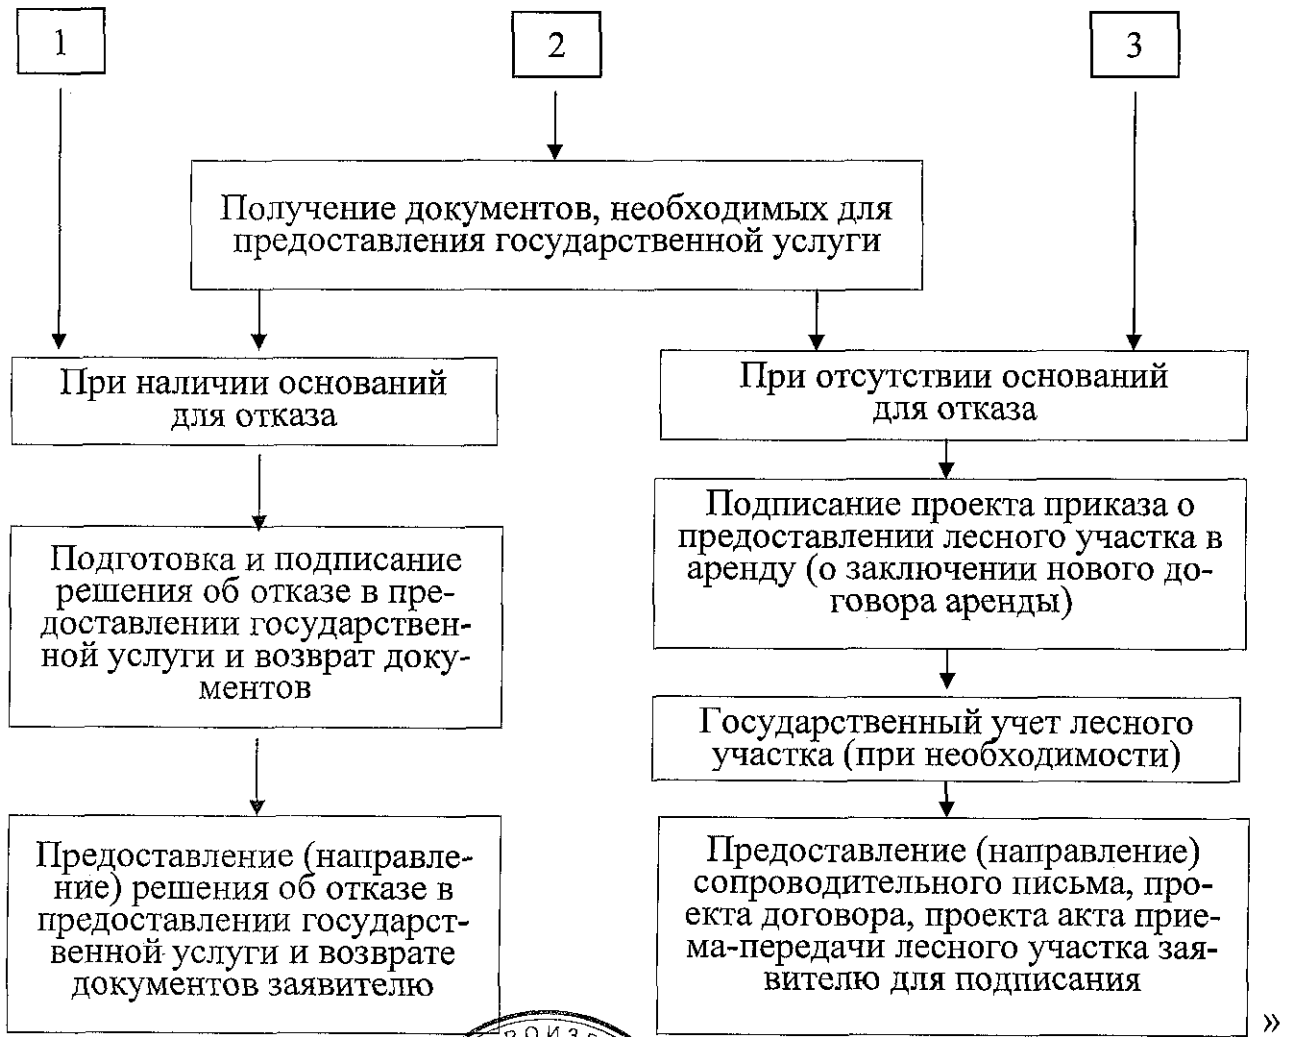 1
2
3
Получение документов, необходимых для
предоставления государственной услуги
При наличии оснований
для отказа
При отсутствии оснований
для отказа
Подготовка и подписание
решения об отказе в пре-
доставлении государствен-
ной услуги и возврат доку-
ментов
Подписание проекта приказа о
предоставлении лесного участка в
аренду (о заключении нового до-
говора аренды)
Государственный учет лесного
участка (при необходимости)
Предоставление (направле-
ние) решения об отказе в
предоставлении государст-
венной услуги и возврате
документов заявителю
Предоставление (направление)
сопроводительного письма, про-
екта договора, проекта акта прие-
ма-передачи лесного участка зая-
вителю для подписания
»